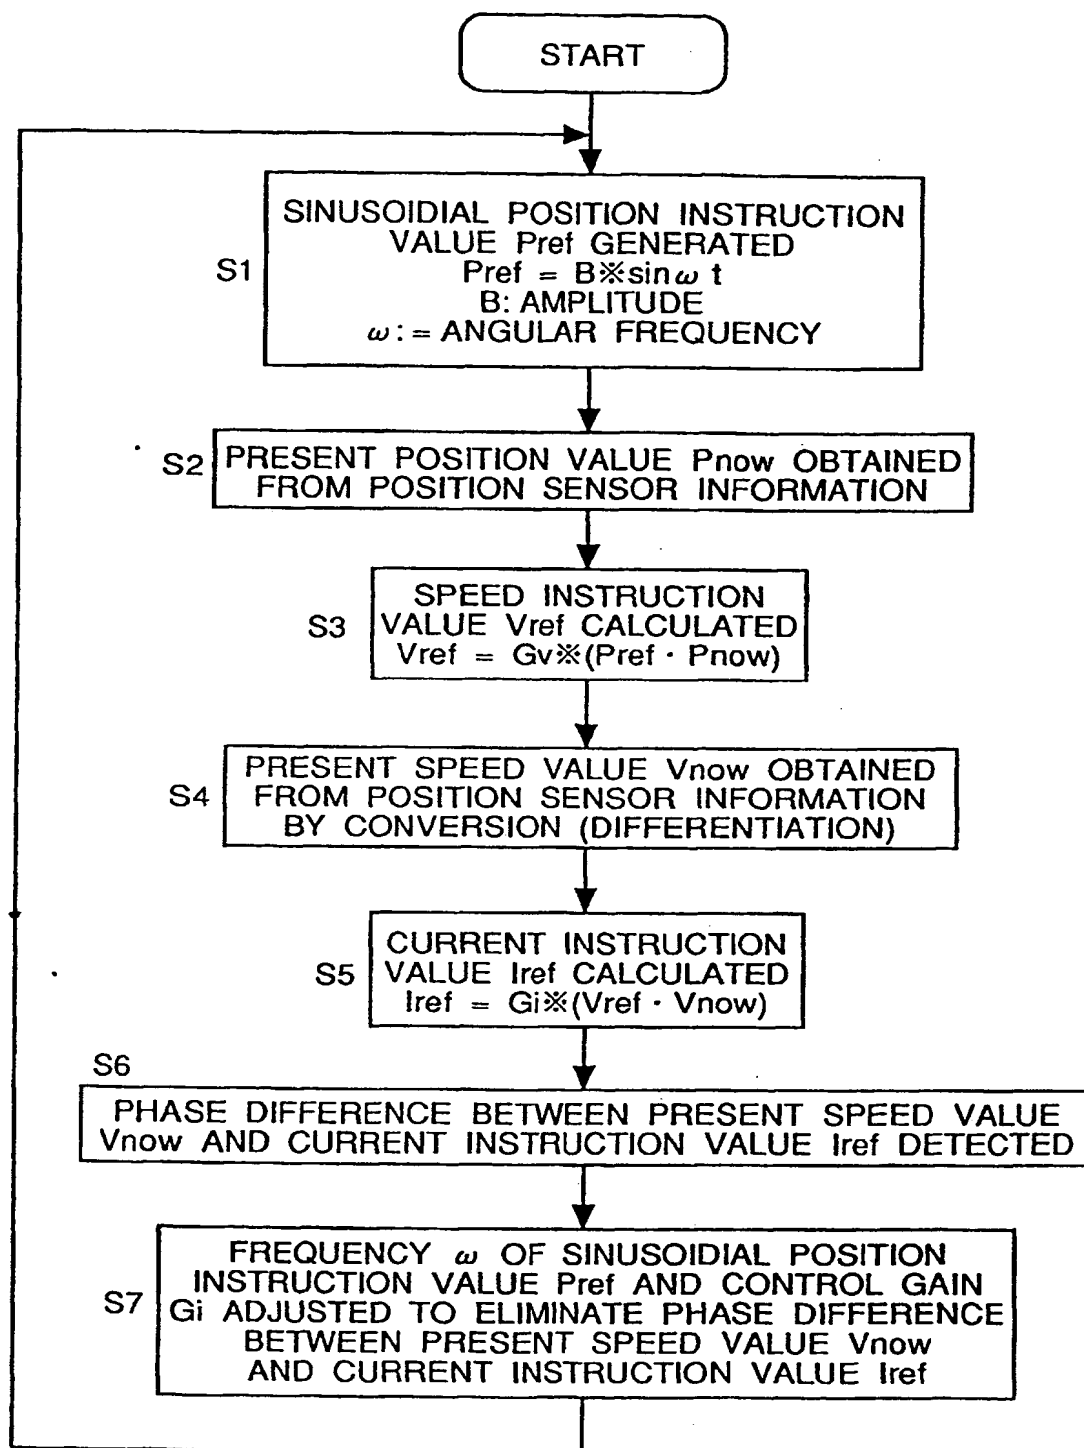 START
SINUSOIDIAL POSITION INSTRUCTION
VALUE Pref GENERATED
Pref = B※sinω t
B: AMPLITUDE
ω:= ANGULAR FREQUENCY
S1
S2
PRESENT POSITION VALUE Pnow OBTAINED
FROM POSITION SENSOR INFORMATION
S3
SPEED INSTRUCTION
VALUE Vref CALCULATED
Vref = Gv※(Pref · Pnow)
S4
PRESENT SPEED VALUE Vnow OBTAINED
FROM POSITION SENSOR INFORMATION
BY CONVERSION (DIFFERENTIATION)
S5
CURRENT INSTRUCTION
VALUE Iref CALCULATED
Iref = Gi※(Vref · Vnow)
S6
PHASE DIFFERENCE BETWEEN PRESENT SPEED VALUE
Vnow AND CURRENT INSTRUCTION VALUE Iref DETECTED
S7
FREQUENCY ω OF SINUSOIDIAL POSITION
INSTRUCTION VALUE Pref AND CONTROL GAIN
Gi ADJUSTED TO ELIMINATE PHASE DIFFERENCE
BETWEEN PRESENT SPEED VALUE Vnow
AND CURRENT INSTRUCTION VALUE Iref